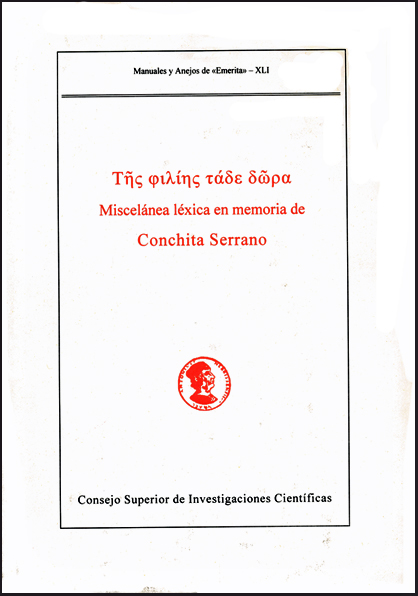 Manuales y Anejos de «Emerita» – XLI
Τῆς φιλίης τάδε δῶρα
Miscelánea léxica en memoria de
Conchita Serrano
Consejo Superior de Investigaciones Científicas